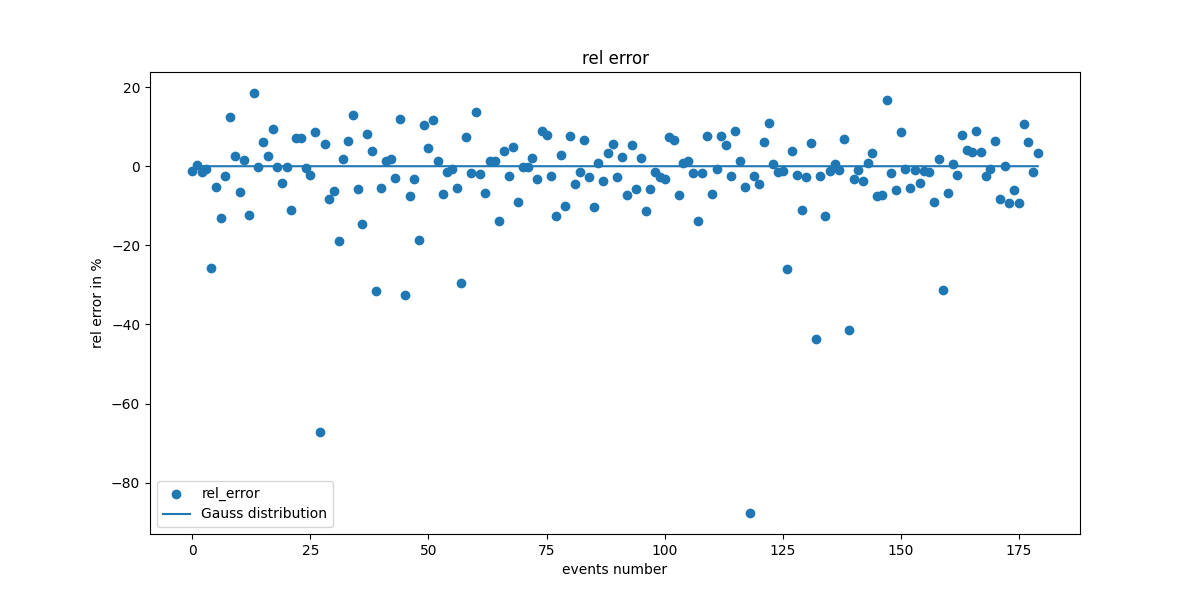 rel error
20
0
−20
−40
−60
−80
rel error in %
rel_error
Gauss distribution
0
25
50
75
100
125
150
175
events number